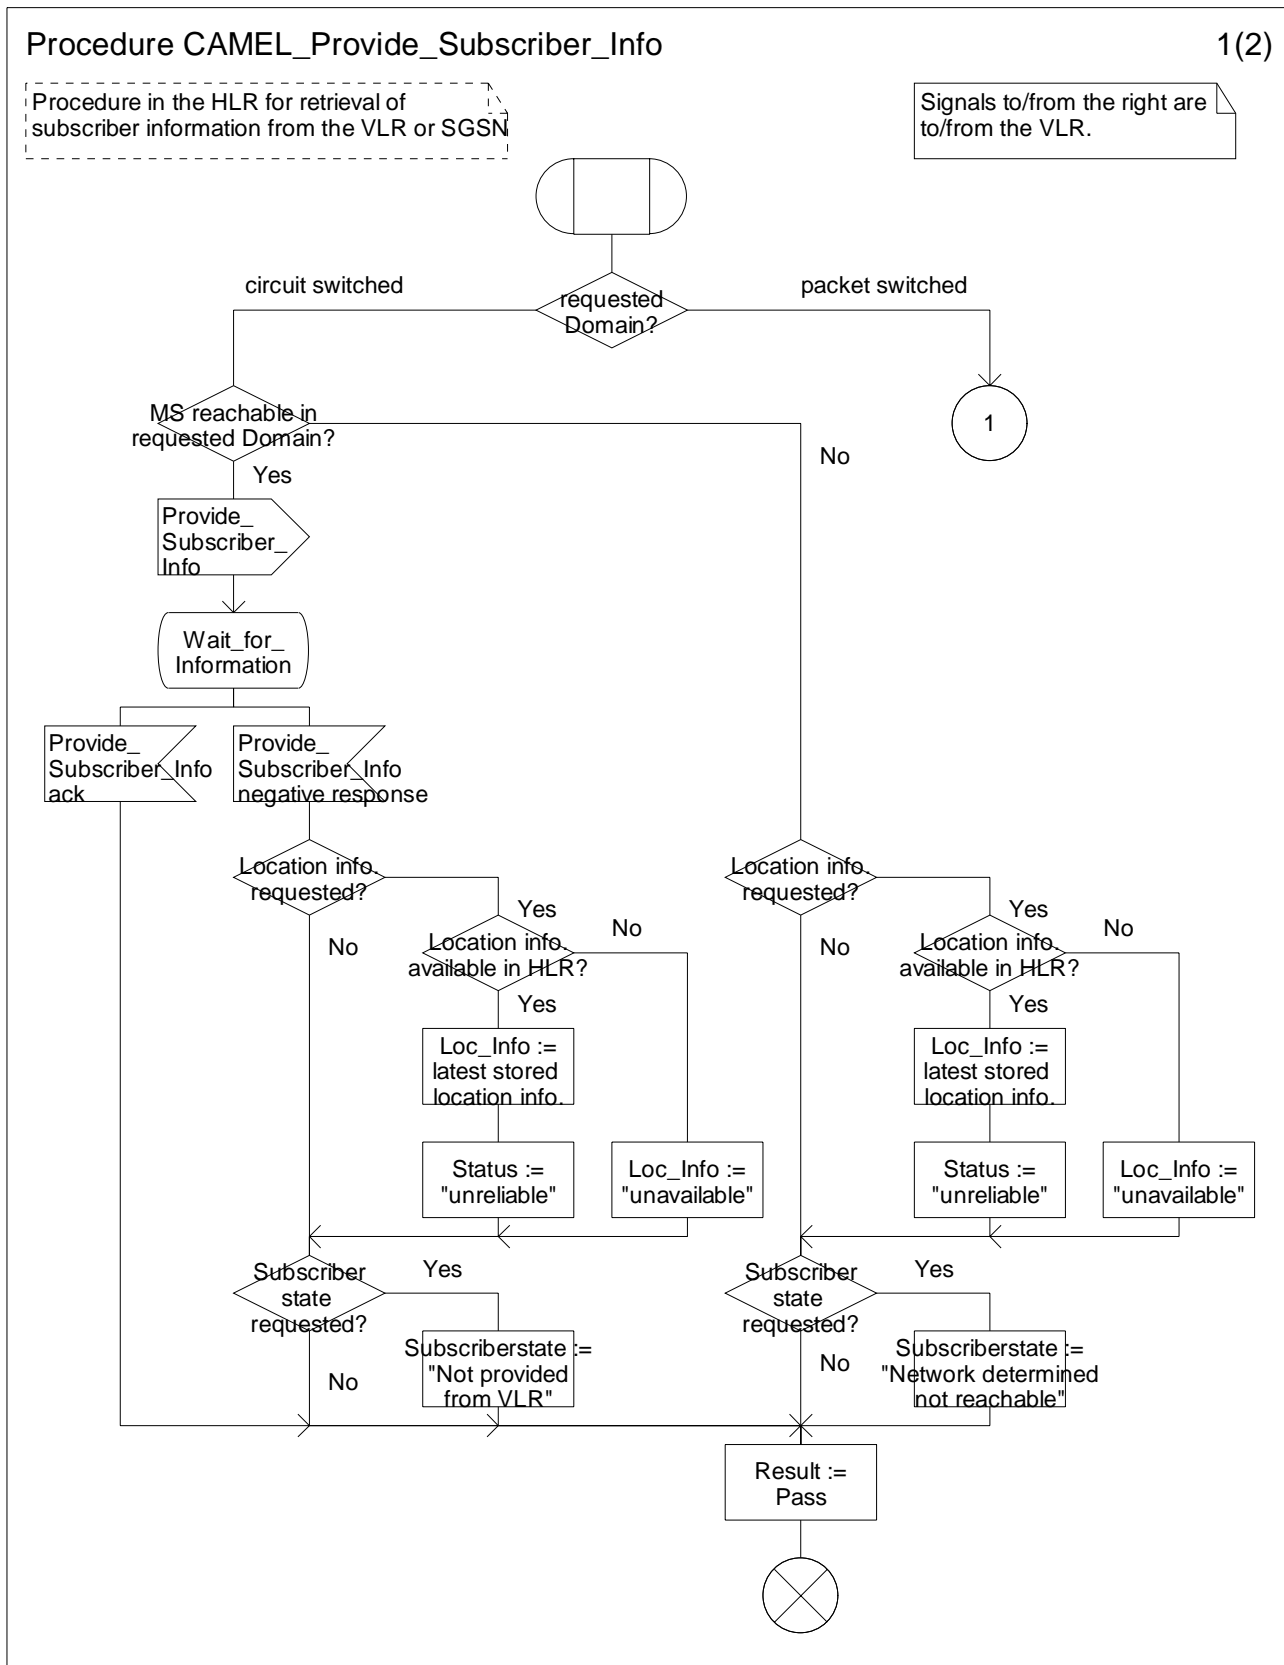 Procedure CAMEL_Provide_Subscriber_Info
1(2)
Procedure in the HLR for retrieval of
subscriber information from the VLR or SGSN
Signals to/from the right are
to/from the VLR.
circuit switched
requested
Domain?
packet switched
MS reachable in
requested Domain?
1
No
Yes
Provide_
Subscriber_
Info
Wait_for_
Information
Provide_
Subscriber_Info
ack
Provide_
Subscriber_Info
negative response
Location info.
requested?
Yes
No
Location info.
available in HLR?
No
Yes
Loc_Info :=
latest stored
location info.
Status :=
"unreliable"
Loc_Info :=
"unavailable"
Subscriber
state
requested?
Yes
No
Subscriberstate :=
"Not provided
from VLR"
Location info.
requested?
Yes
No
Location info.
available in HLR?
No
Yes
Loc_Info :=
latest stored
location info.
Status :=
"unreliable"
Loc_Info :=
"unavailable"
Subscriber
state
requested?
Yes
No
Subscriberstate :=
"Network determined
not reachable"
Result :=
Pass